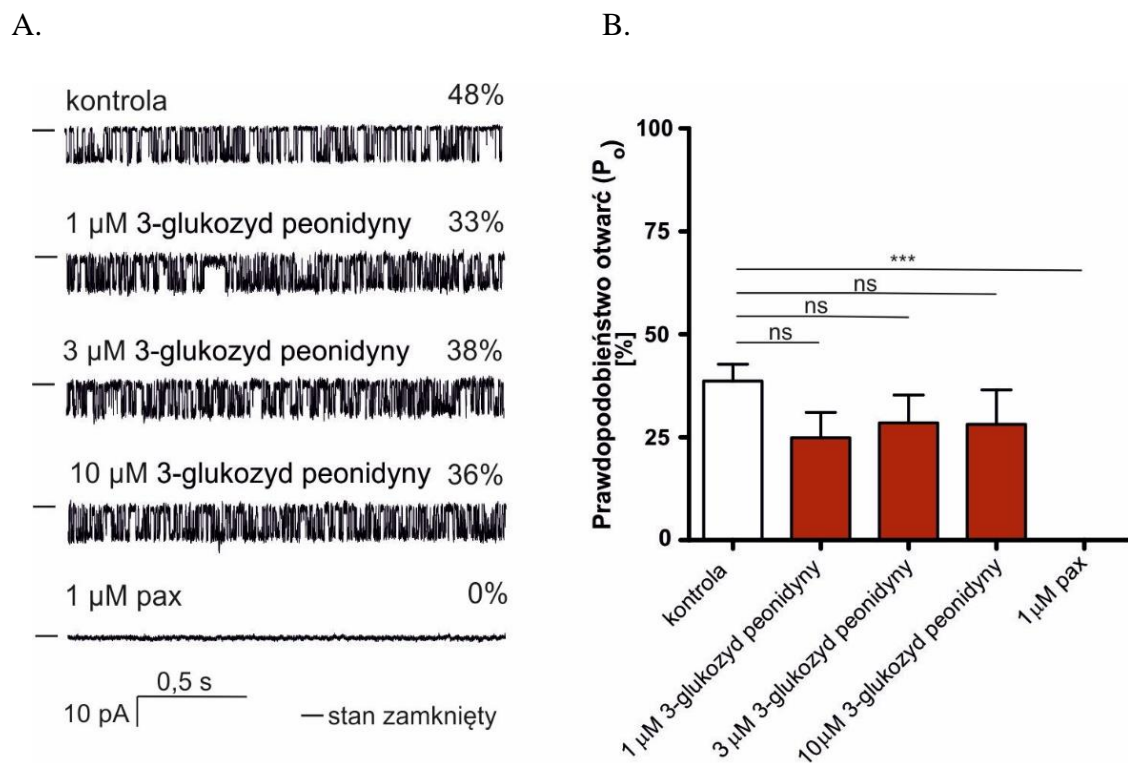 A.
B.
kontrola 48%
1 µM 3-glukozyd peonidyny 33%
3 µM 3-glukozyd peonidyny 38%
10 µM 3-glukozyd peonidyny 36%
1 µM pax 0%
0,5 s
10 pA
— stan zamknięty
Prawdopodobieństwo otwarć (Po)
[%]
100
75
50
25
0
***
ns
ns
ns
kontrola
1 µM 3-glukozyd peonidyny
3 µM 3-glukozyd peonidyny
10µM 3-glukozyd peonidyny
1µM pax